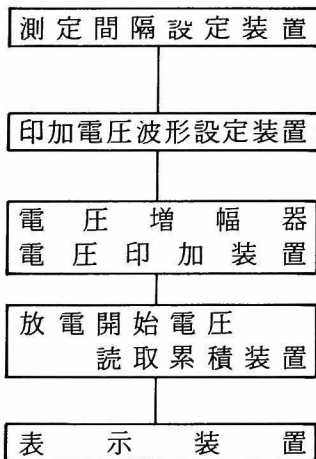 測定間隔設定装置
印加電圧波形設定装置
電圧増幅器
電圧印加装置
放電開始電圧
読取累積装置
表示装置